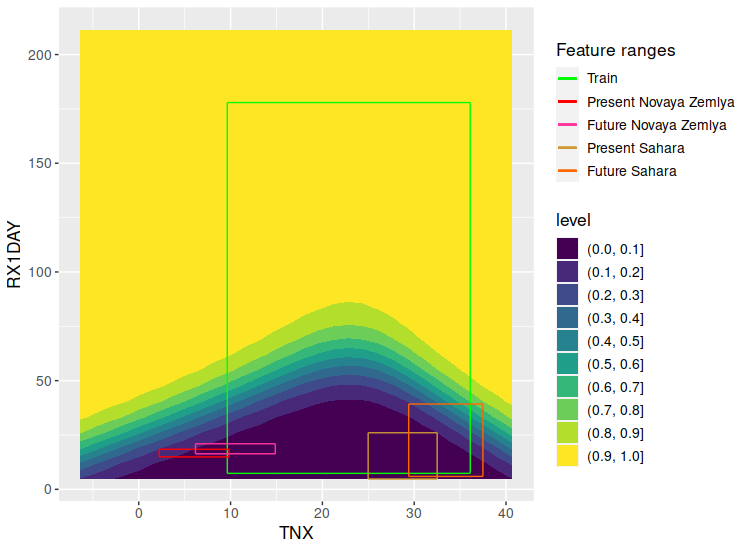 200
150
100
50
0
RX1DAY
0 10 20 30 40
TNX
Feature ranges
Train
Present Novaya Zemlya
Future Novaya Zemlya
Present Sahara
Future Sahara
level
(0.0, 0.1]
(0.1, 0.2]
(0.2, 0.3]
(0.3, 0.4]
(0.4, 0.5]
(0.5, 0.6]
(0.6, 0.7]
(0.7, 0.8]
(0.8, 0.9]
(0.9, 1.0]